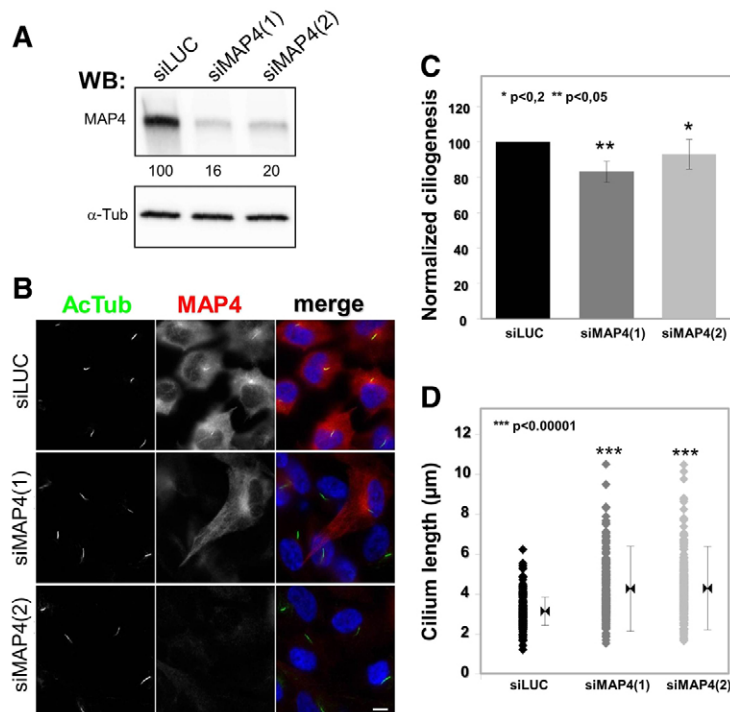 A
WB:
siLUC
siMAP4(1)
siMAP4(2)
MAP4
100 16 20
α-Tub
B
AcTub MAP4 merge
siLUC
siMAP4(1)
siMAP4(2)
C
* p<0,2 ** p<0,05
Normalized ciliogenesis
120
100
80
60
40
20
0
**
*
siLUC siMAP4(1) siMAP4(2)
D
*** p<0.00001
Cilium length (µm)
12
10
8
6
4
2
0
*** ***
siLUC siMAP4(1) siMAP4(2)